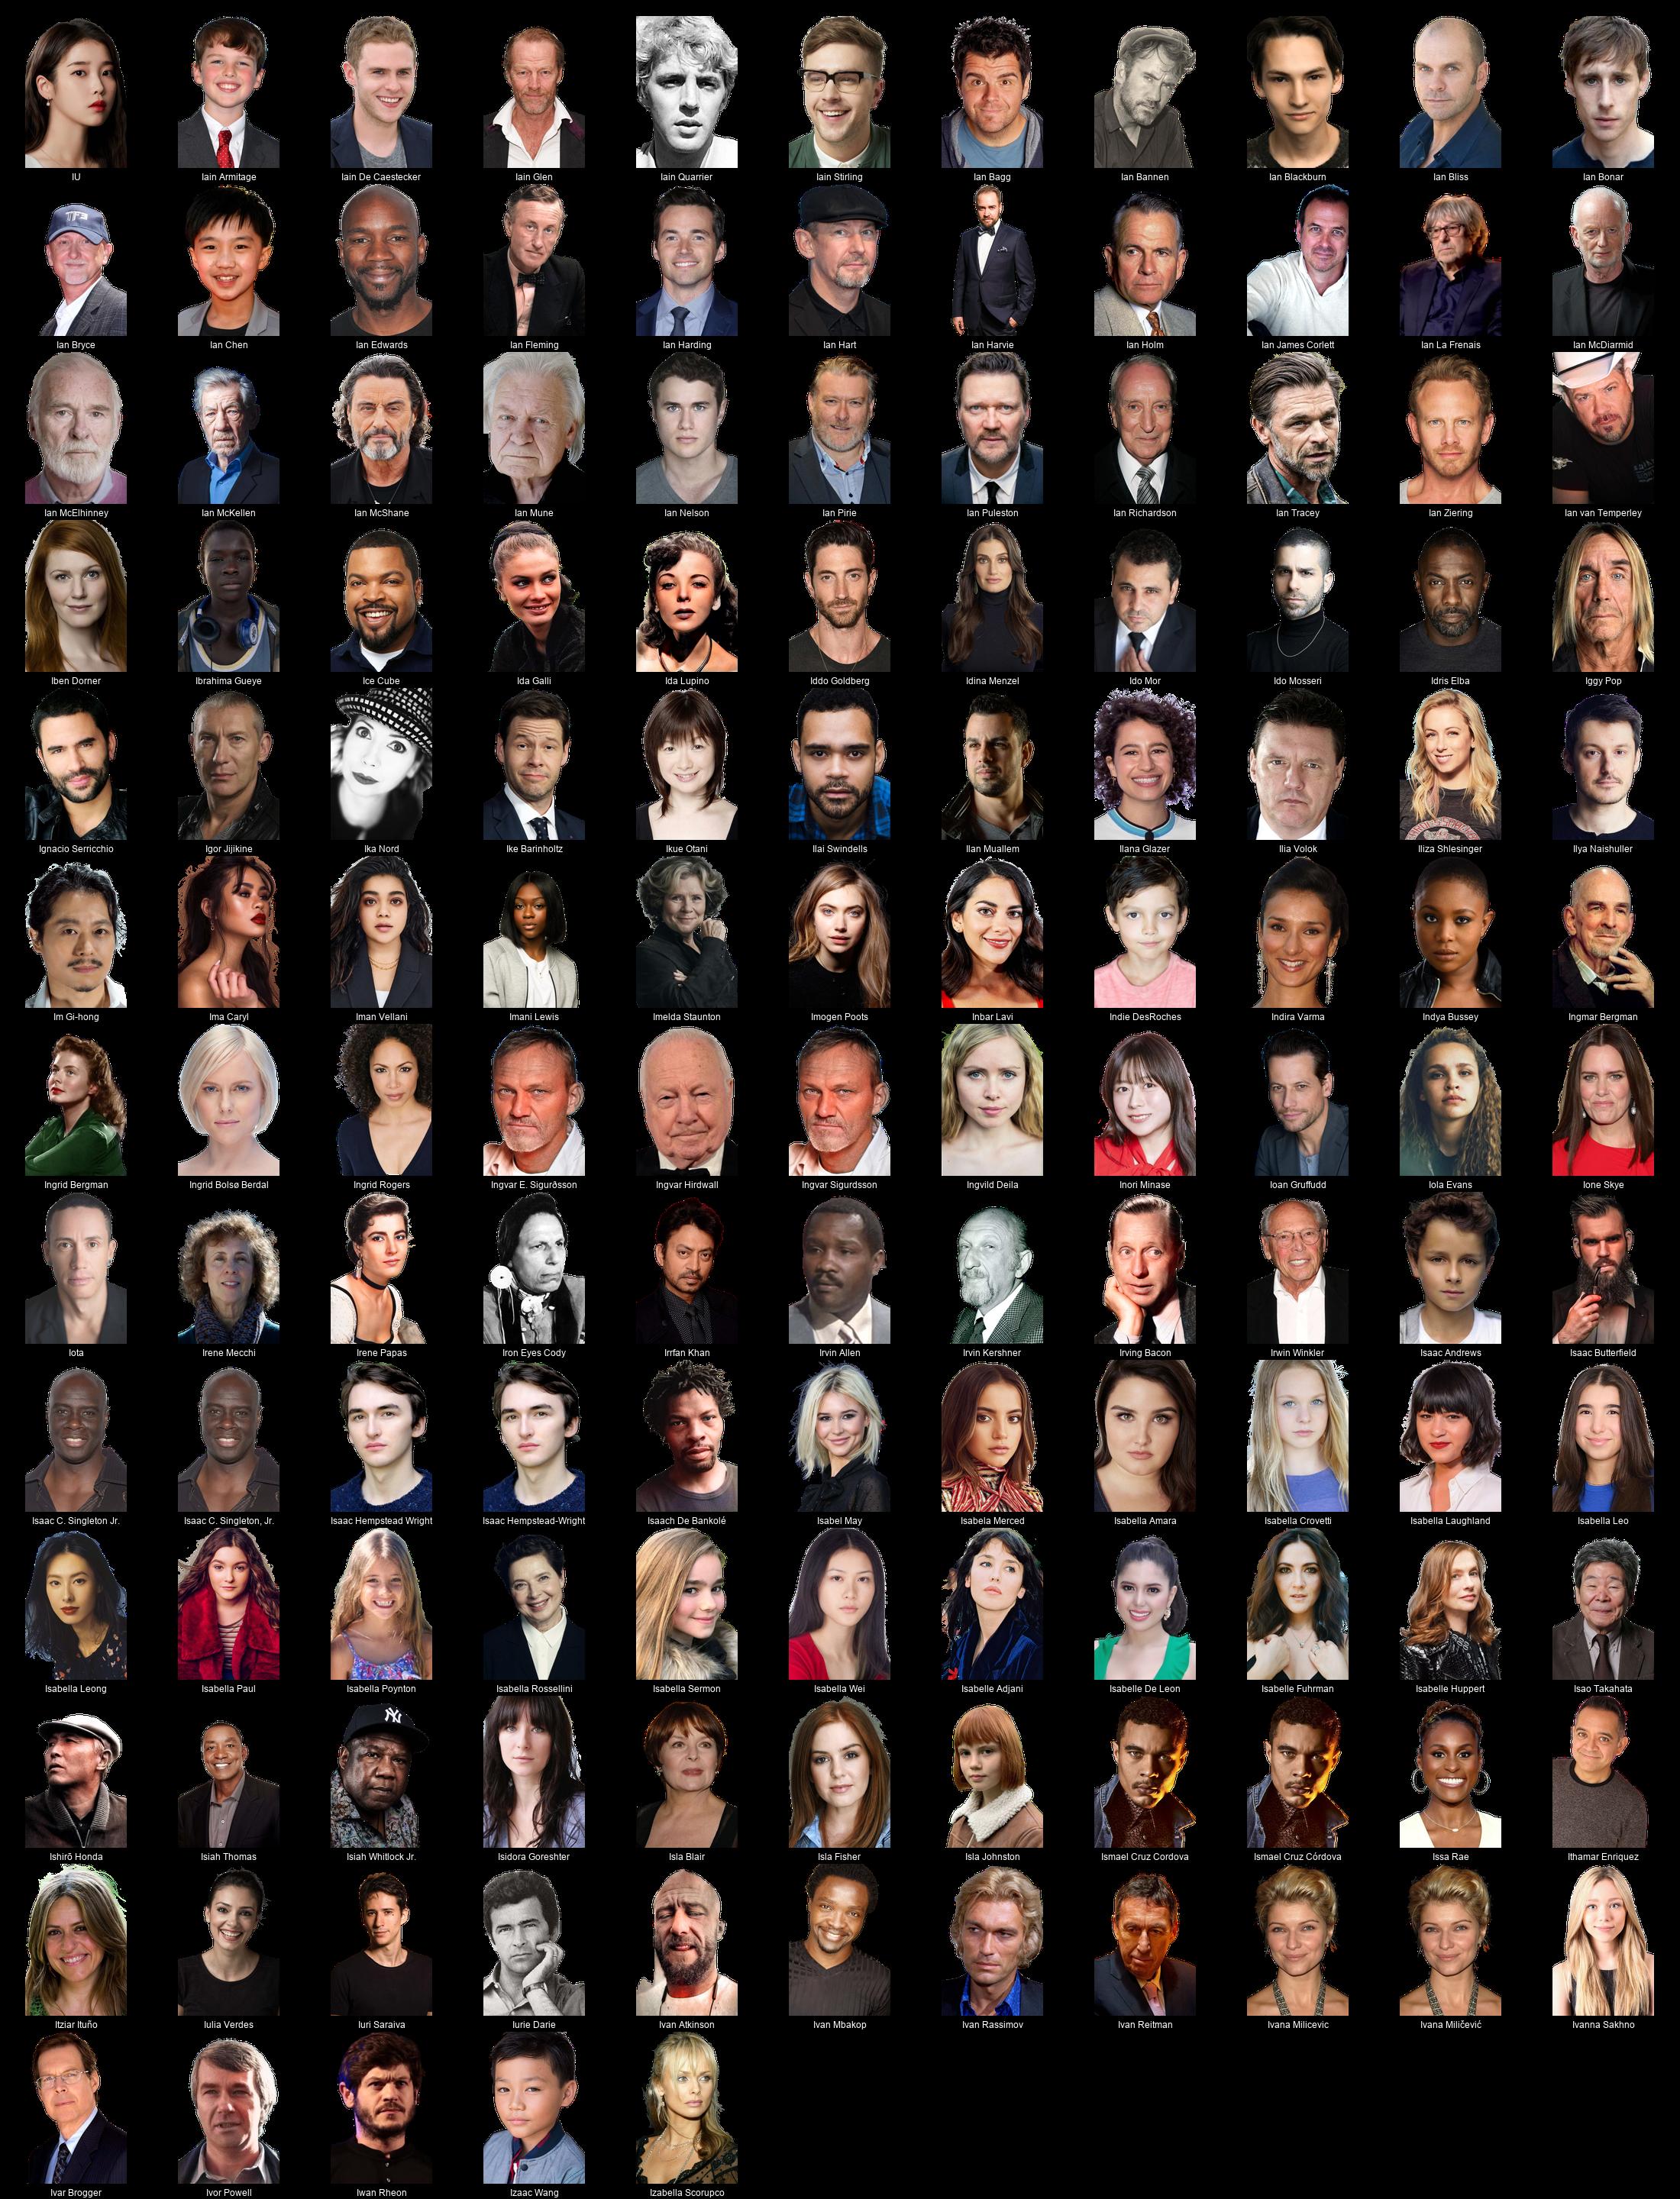 IU Iain Armitage Iain De Caestecker Iain Glen Iain Quarrier Iain Stirling Ian Bagg Ian Bannen Ian Blackburn Ian Bliss Ian Bonar
Ian Bryce Ian Chen Ian Edwards Ian Fleming Ian Harding Ian Hart Ian Harvie Ian Holm Ian James Corlett Ian La Frenais Ian McDiarmid
Ian McElhinney Ian McKellen Ian McShane Ian Mune Ian Nelson Ian Pirie Ian Puleston Ian Richardson Ian Tracey Ian Ziering Ian van Temperley
Iben Dorner Ibrahima Gueye Ice Cube Ida Galli Ida Lupino Iddo Goldberg Idina Menzel Ido Mor Ido Mosseri Idris Elba Iggy Pop
Ignacio Serricchio Igor Jijikine Ika Nord Ike Barinholtz Ikue Otani Ilai Swindells Ilan Muallem Ilana Glazer Ilia Volok Iliza Shlesinger Ilya Naishuller
Im Gi-hong Ima Caryl Iman Vellani Imani Lewis Imelda Staunton Imogen Poots Inbar Lavi Indie DesRoches Indira Varma Indya Bussey Ingmar Bergman
Ingrid Bergman Ingrid Bolsø Berdal Ingrid Rogers Ingvar E. Sigurðsson Ingvar Hirdwall Ingvar Sigurdsson Ingvild Deila Inori Minase Ioan Gruffudd Iola Evans Ione Skye
Iota Irene Mecchi Irene Papas Iron Eyes Cody Irrfan Khan Irvin Allen Irvin Kershner Irving Bacon Irwin Winkler Isaac Andrews Isaac Butterfield
Isaac C. Singleton Jr. Isaac C. Singleton, Jr. Isaac Hempstead Wright Isaac Hempstead-Wright Isaach De Bankolé Isabel May Isabela Merced Isabella Amara Isabella Crovetti Isabella Laughland Isabella Leo
Isabella Leong Isabella Paul Isabella Poynton Isabella Rossellini Isabella Sermon Isabella Wei Isabelle Adjani Isabelle De Leon Isabelle Fuhrman Isabelle Huppert Isao Takahata
Ishirō Honda Isiah Thomas Isiah Whitlock Jr. Isidora Goreshter Isla Blair Isla Fisher Isla Johnston Ismael Cruz Cordova Ismael Cruz Córdova Issa Rae Ithamar Enriquez
Itziar Ituño Iulia Verdes Iuri Saraiva Iurie Darie Ivan Atkinson Ivan Mbakop Ivan Rassimov Ivan Reitman Ivana Milicevic Ivana Miličević Ivanna Sakhno
Ivar Brogger Ivor Powell Iwan Rheon Izaac Wang Izabella Scorupco